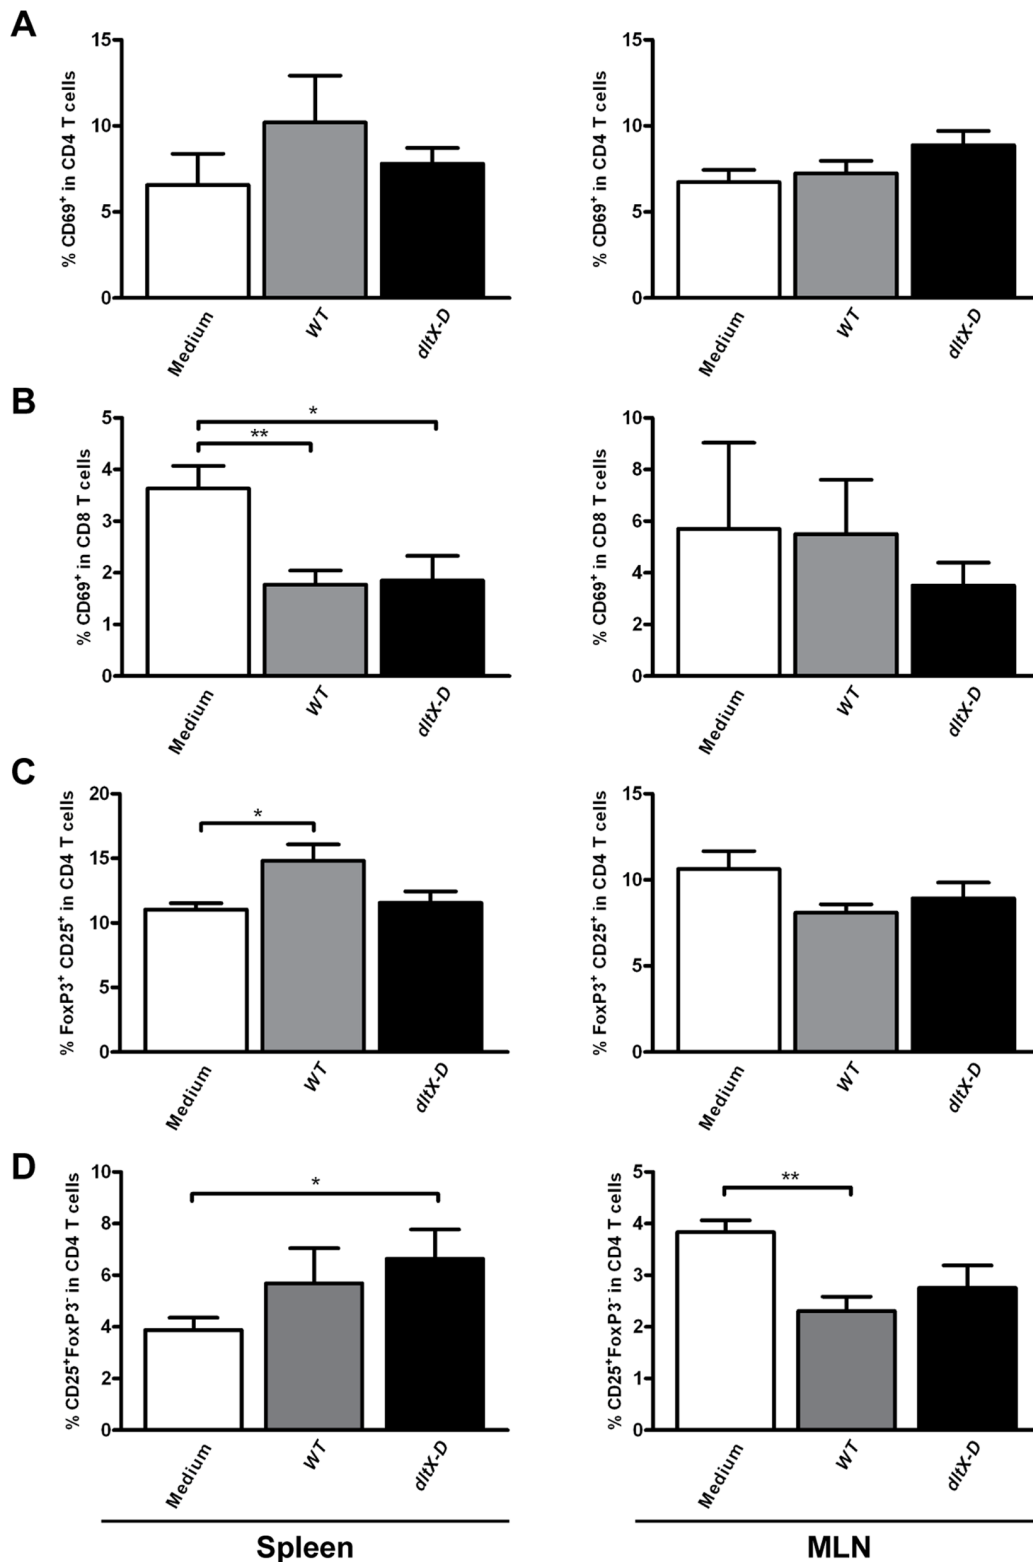 A
% CD69⁺ in CD4 T cells
15
10
5
0
Medium
WT
dltX-D
% CD69⁺ in CD4 T cells
15
10
5
0
Medium
WT
dltX-D
B
% CD69⁺ in CD8 T cells
5
4
3
2
1
0
*
**
Medium
WT
dltX-D
% CD69⁺ in CD8 T cells
10
8
6
4
2
0
Medium
WT
dltX-D
C
% FoxP3⁺ CD25⁺ in CD4 T cells
20
15
10
5
0
*
Medium
WT
dltX-D
% FoxP3⁺ CD25⁺ in CD4 T cells
15
10
5
0
Medium
WT
dltX-D
D
% CD25⁺FoxP3⁻ in CD4 T cells
10
8
6
4
2
0
*
Medium
WT
dltX-D
% CD25⁺FoxP3⁻ in CD4 T cells
5
4
3
2
1
0
**
Medium
WT
dltX-D
Spleen
MLN